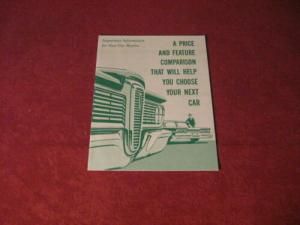 Important Information
for New Car Buyers
A PRICE
AND FEATURE
COMPARISON
THAT WILL HELP
YOU CHOOSE
YOUR NEXT
CAR